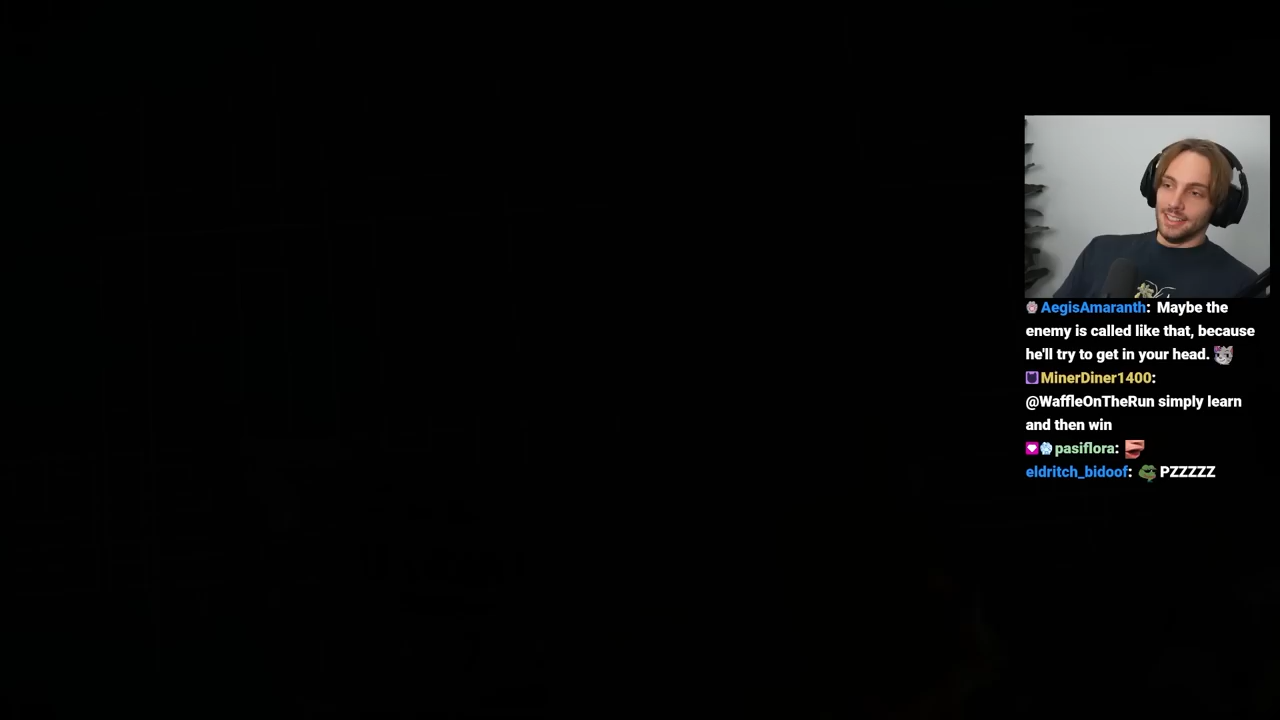 AegisAmaranth: Maybe the
enemy is called like that, because
he'll try to get in your head.
MinerDiner1400:
@WaffleOnTheRun simply learn
and then win
pasiflora:
eldritch_bidoof: PZZZZZ